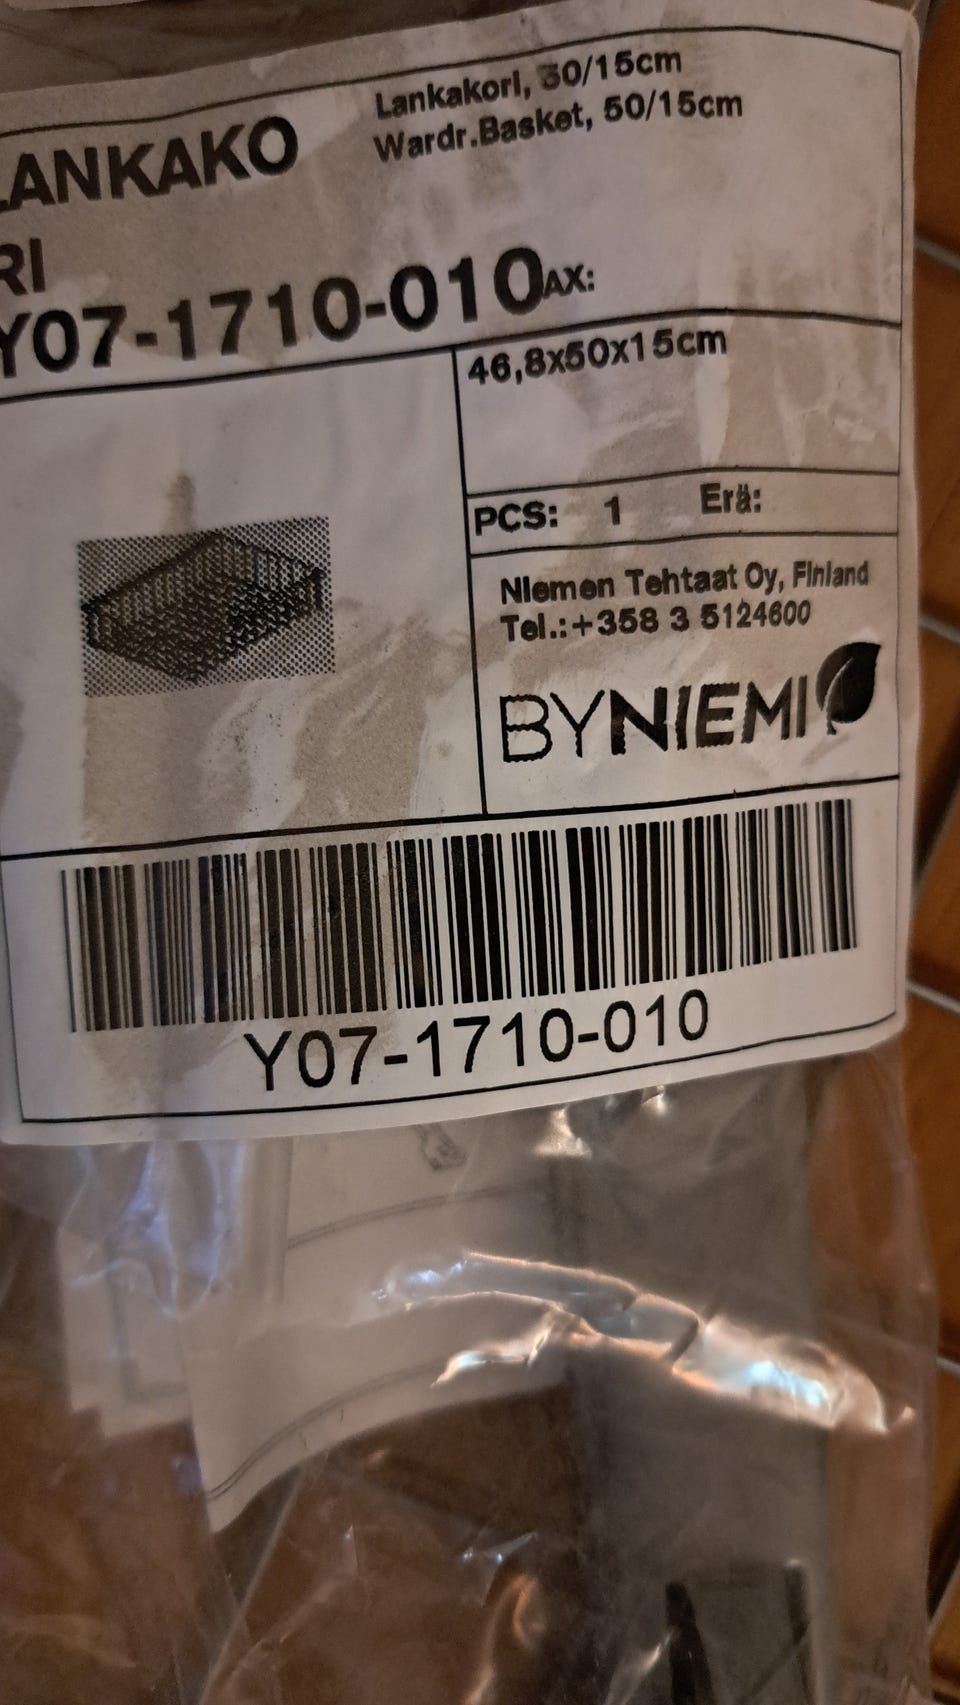 LANKAKO
RI
Lankakori, 50/15cm
Wardr.Basket, 50/15cm
Y07-1710-010
AX:
46,8x50x15cm
PCS: 1 Erä:
Niemen Tehtaat Oy, Finland
Tel.:+358 3 5124600
BYNIEMI
Y07-1710-010